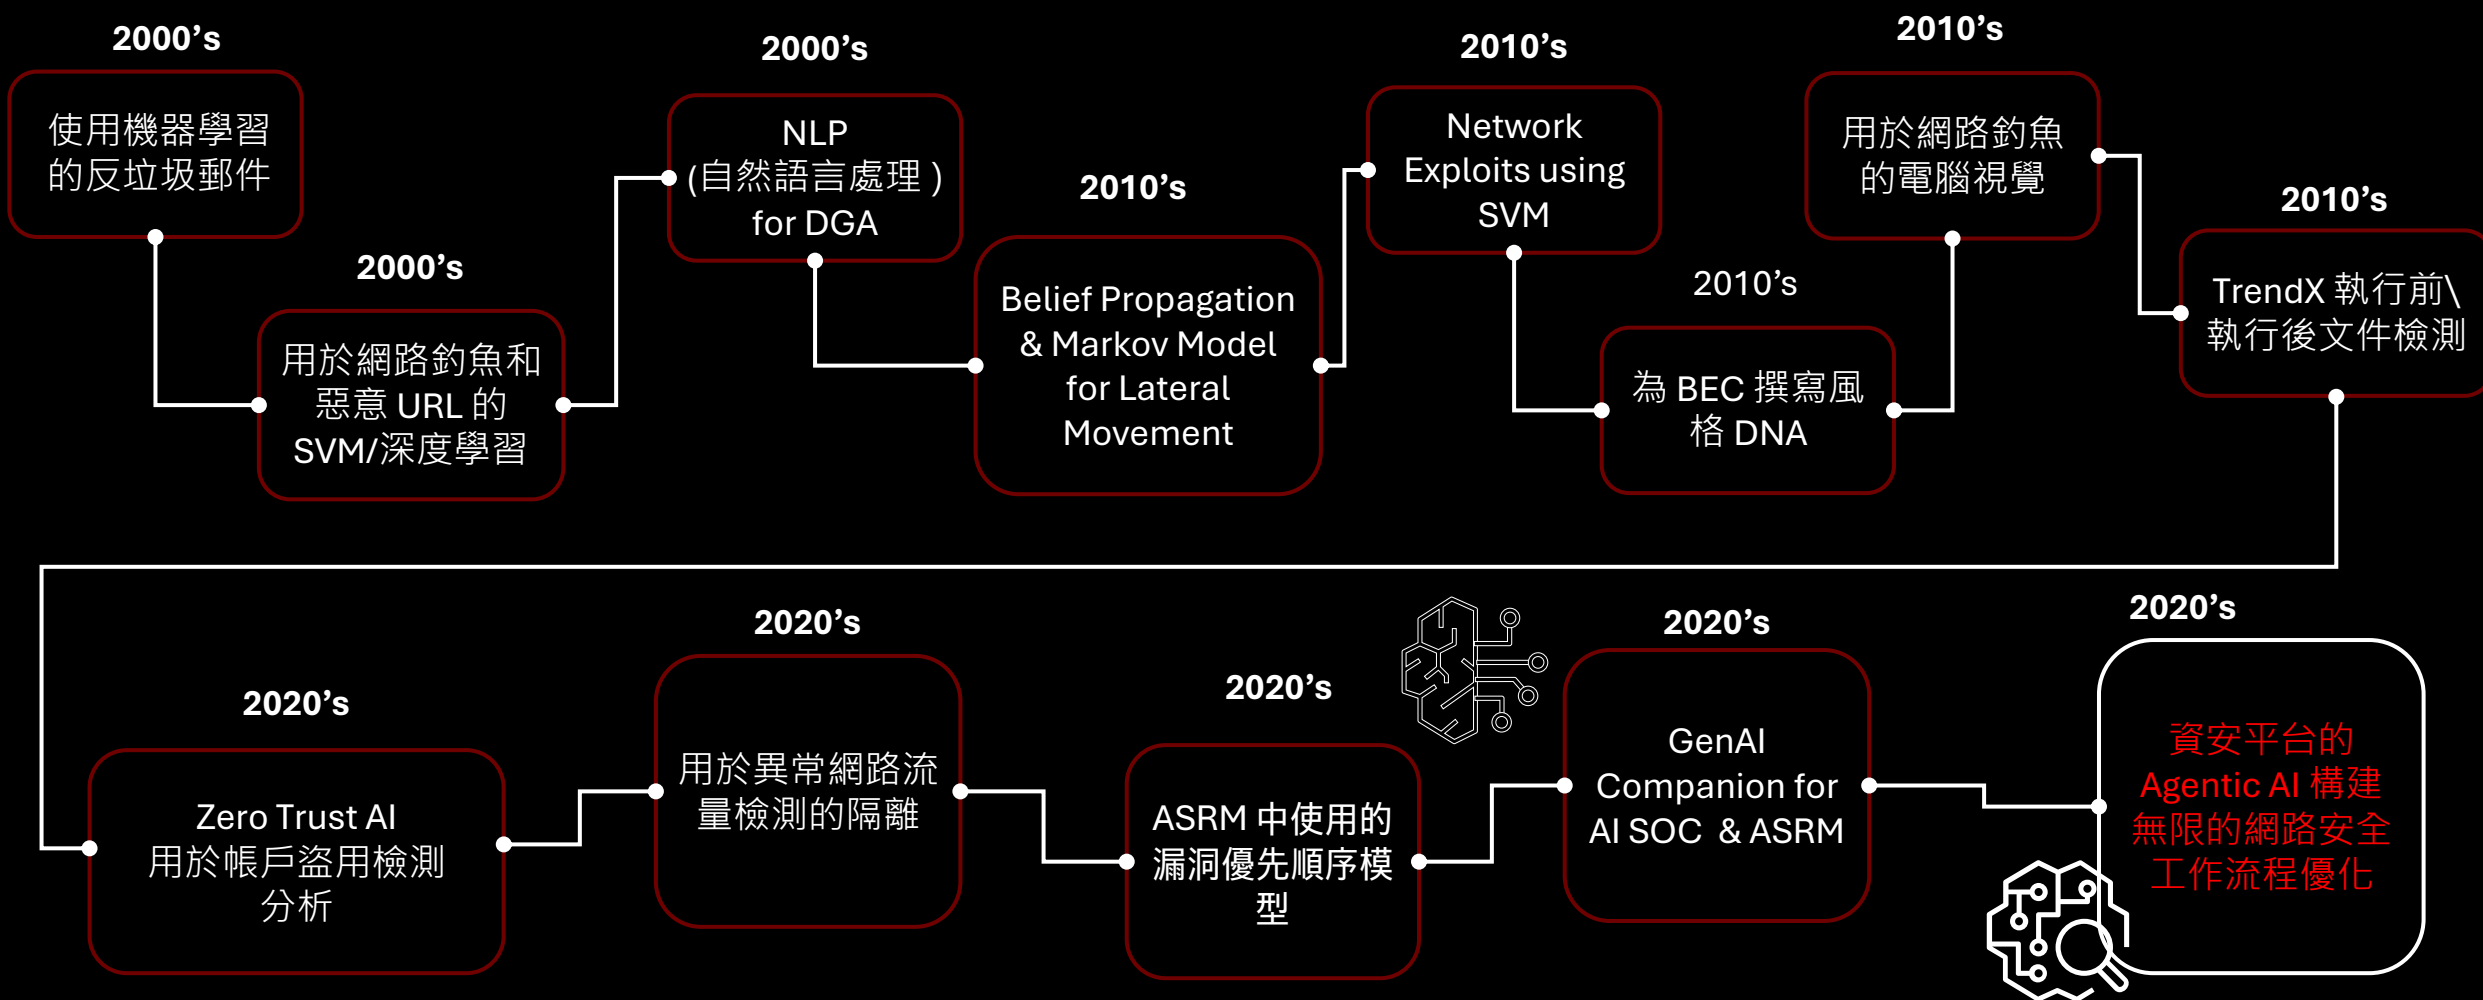 2000’s
使用機器學習
的反垃圾郵件
2000’s
用於網路釣魚和
惡意 URL 的
SVM/深度學習
2000’s
NLP
(自然語言處理 )
for DGA
2010’s
Belief Propagation
& Markov Model
for Lateral
Movement
2010’s
Network
Exploits using
SVM
2010’s
為 BEC 撰寫風
格 DNA
2010’s
用於網路釣魚
的電腦視覺
2010’s
TrendX 執行前\
執行後文件檢測
2020’s
Zero Trust AI
用於帳戶盜用檢測
分析
2020’s
用於異常網路流
量檢測的隔離
2020’s
ASRM 中使用的
漏洞優先順序模
型
2020’s
GenAI
Companion for
AI SOC & ASRM
2020’s
資安平台的
Agentic AI 構建
無限的網路安全
工作流程優化